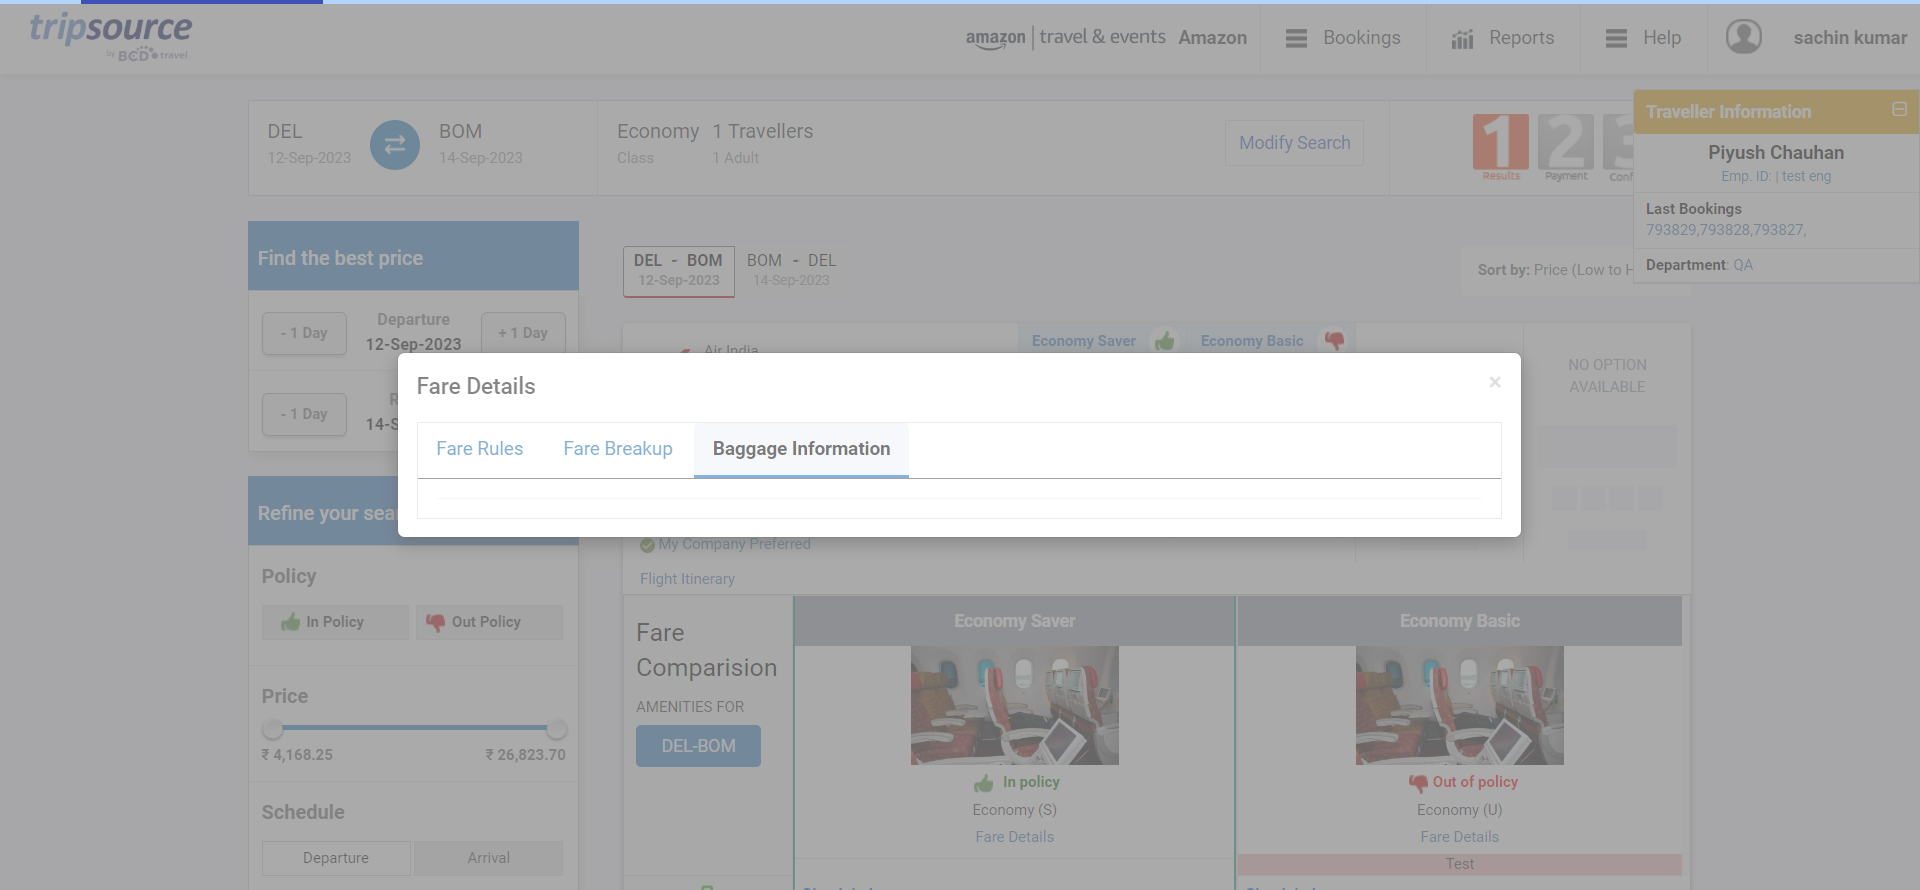 tripsource
by BCD travel
amazon | travel & events Amazon
Bookings
Reports
Help
sachin kumar
DEL
12-Sep-2023
BOM
14-Sep-2023
Economy
Class
1 Travellers
1 Adult
Modify Search
1
Results
2
Payment
3
Conf
Traveller Information
Piyush Chauhan
Emp. ID: | test eng
Last Bookings
793829,793828,793827,
Department: QA
Find the best price
- 1 Day
Departure
12-Sep-2023
+ 1 Day
- 1 Day
R
14-S
DEL - BOM
12-Sep-2023
BOM - DEL
14-Sep-2023
Sort by: Price (Low to H
Air India
Economy Saver
Economy Basic
NO OPTION
AVAILABLE
Fare Details
×
Fare Rules
Fare Breakup
Baggage Information
Refine your sea
My Company Preferred
Flight Itinerary
Policy
In Policy
Out Policy
Price
₹ 4,168.25
₹ 26,823.70
Schedule
Departure
Arrival
Fare
Comparision
AMENITIES FOR
DEL-BOM
Economy Saver
In policy
Economy (S)
Fare Details
Economy Basic
Out of policy
Economy (U)
Fare Details
Test